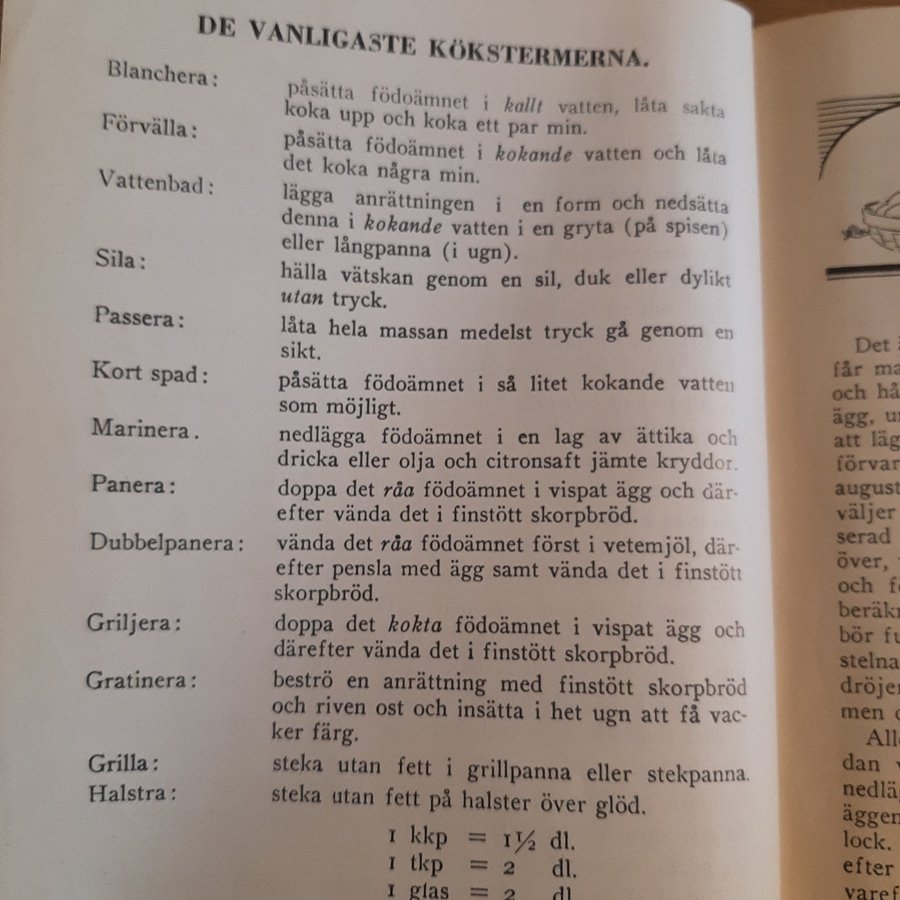 DE VANLIGASTE KÖKSTERMERNA.
Blanchera: påsätta födoämnet i kallt vatten, låta sakta
koka upp och koka ett par min.
Förvälla: påsätta födoämnet i kokande vatten och låta
det koka några min.
Vattenbad: lägga anrättningen i en form och nedsätta
denna i kokande vatten i en gryta (på spisen)
eller långpanna (i ugn).
Sila: hälla vätskan genom en sil, duk eller dylikt
utan tryck.
Passera: låta hela massan medelst tryck gå genom en
sikt.
Kort spad: påsätta födoämnet i så litet kokande vatten
som möjligt.
Marinera. nedlägga födoämnet i en lag av ättika och
dricka eller olja och citronsaft jämte kryddor.
Panera: doppa det råa födoämnet i vispat ägg och där-
efter vända det i finstött skorpbröd.
Dubbelpanera: vända det råa födoämnet först i vetemjöl, där-
efter pensla med ägg samt vända det i finstött
skorpbröd.
Griljera: doppa det kokta födoämnet i vispat ägg och
därefter vända det i finstött skorpbröd.
Gratinera: beströ en anrättning med finstött skorpbröd
och riven ost och insätta i het ugn att få vac-
ker färg.
Grilla: steka utan fett i grillpanna eller stekpanna.
Halstra: steka utan fett på halster över glöd.
1 kkp = 1½ dl.
1 tkp = 2 dl.
1 glas = 2 dl
Det
får
och
ägg,
att
förvar
august
väljer
serad
över,
och
beräkn
bör
stelna
dröjer
men
All
dan
nedläg
äggen
lock.
efter
varef